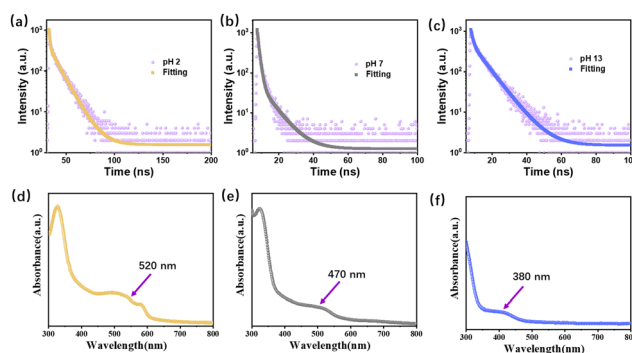 (a)
10³
10²
10¹
10⁰
Intensity (a.u.)
pH 2
Fitting
50
100
150
200
Time (ns)
(b)
10³
10²
10¹
10⁰
Intensity (a.u.)
pH 7
Fitting
20
40
60
80
100
Time (ns)
(c)
10³
10²
10¹
10⁰
Intensity (a.u.)
pH 13
Fitting
20
40
60
80
100
Time (ns)
(d)
Absorbance(a.u.)
520 nm
300 400 500 600 700 800
Wavelength(nm)
(e)
Absorbance(a.u.)
470 nm
300 400 500 600 700 800
Wavelength(nm)
(f)
Absorbance(a.u.)
380 nm
300 400 500 600 700 800
Wavelength(nm)